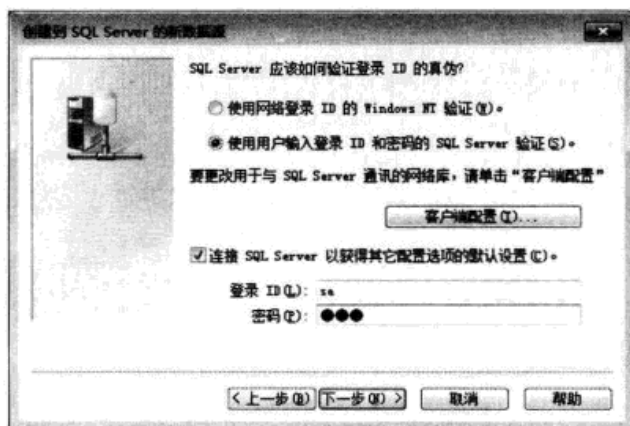 创建到 SQL Server 的新数据源
SQL Server 应该如何验证登录 ID 的真伪?
使用网络登录 ID 的 Windows NT 验证(W)。
使用用户输入登录 ID 和密码的 SQL Server 验证(S)。
要更改用于与 SQL Server 通讯的网络库，请单击“客户端配置”
客户端配置(T)...
连接 SQL Server 以获得其它配置选项的默认设置(C)。
登录 ID(L): sa
密码(P): ●●●
< 上一步(B) 下一步(N) > 取消 帮助